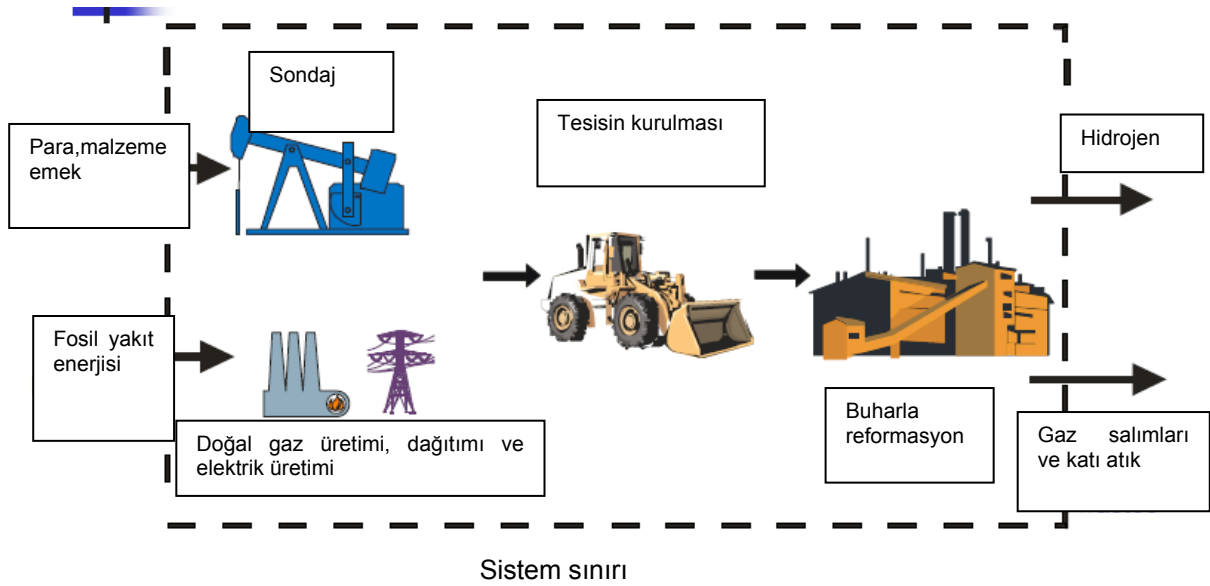 Sondaj
Para,malzeme
emek
Tesisin kurulması
Hidrojen
Fosil yakıt
enerjisi
Doğal gaz üretimi, dağıtımı ve
elektrik üretimi
Buharla
reformasyon
Gaz salımları
ve katı atık
Sistem sınırı